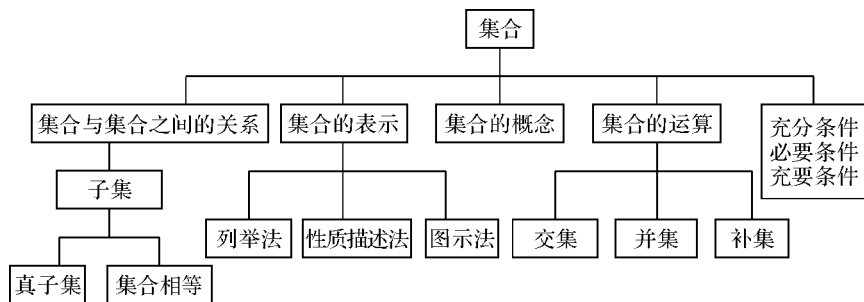 集合
集合与集合之间的关系
集合的表示
集合的概念
集合的运算
充分条件
必要条件
充要条件
子集
列举法
性质描述法
图示法
交集
并集
补集
真子集
集合相等